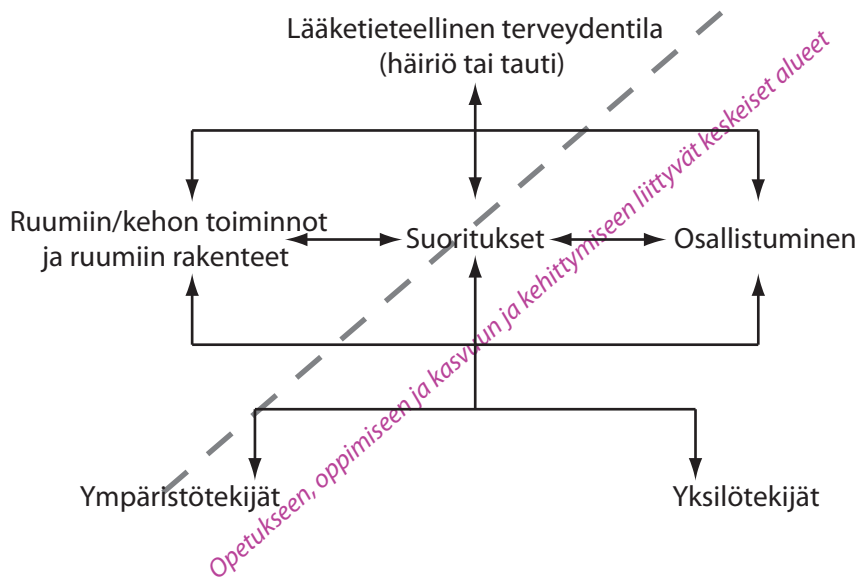 Lääketieteellinen terveydentila
(häiriö tai tauti)
Ruumiin/kehon toiminnot
ja ruumiin rakenteet
Suoritukset
Osallistuminen
Opetukseen, oppimiseen ja kasvuun ja kehittymiseen liittyvät keskeiset alueet
Ympäristötekijät
Yksilötekijät